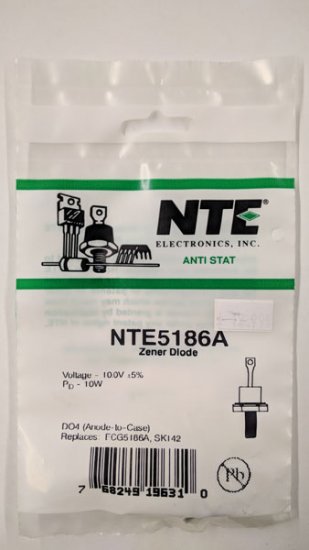 NTE
ELECTRONICS, INC.
ANTI STAT
NTE5186A
Zener Diode
Voltage - 100V ±5%
PD - 10W
DO4 (Anode-to-Case)
Replaces: ECG5186A, SK142
Pb
7 68249 19631 0